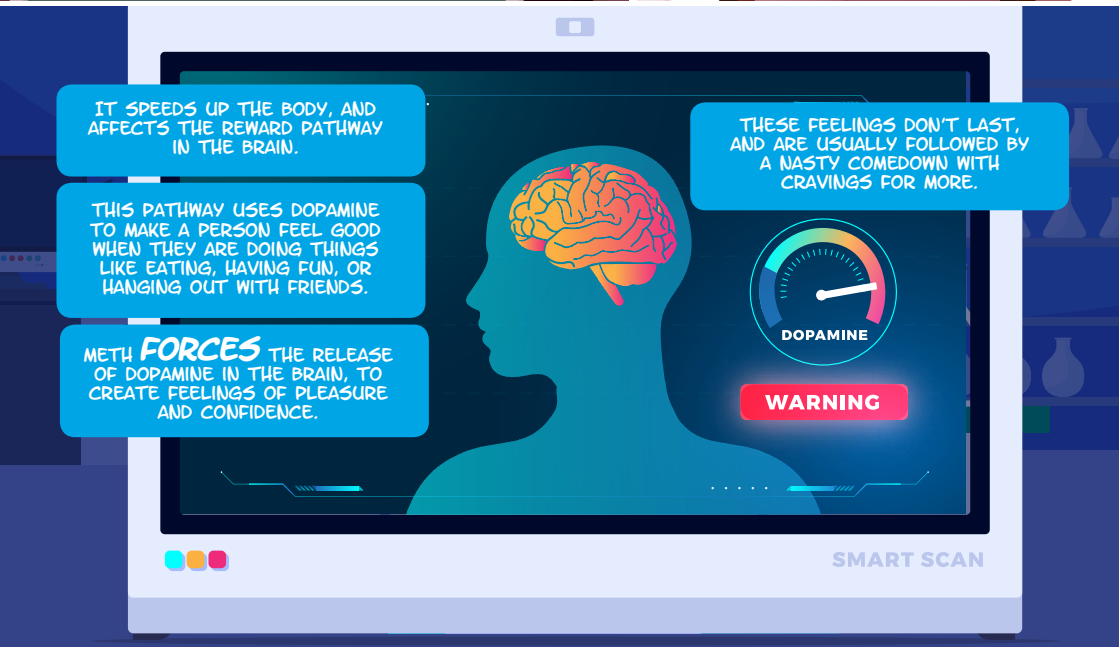 IT SPEEDS UP THE BODY, AND
AFFECTS THE REWARD PATHWAY
IN THE BRAIN.
THIS PATHWAY USES DOPAMINE
TO MAKE A PERSON FEEL GOOD
WHEN THEY ARE DOING THINGS
LIKE EATING, HAVING FUN, OR
HANGING OUT WITH FRIENDS.
METH FORCES THE RELEASE
OF DOPAMINE IN THE BRAIN, TO
CREATE FEELINGS OF PLEASURE
AND CONFIDENCE.
THESE FEELINGS DON'T LAST,
AND ARE USUALLY FOLLOWED BY
A NASTY COMEDOWN WITH
CRAVINGS FOR MORE.
DOPAMINE
WARNING
SMART SCAN